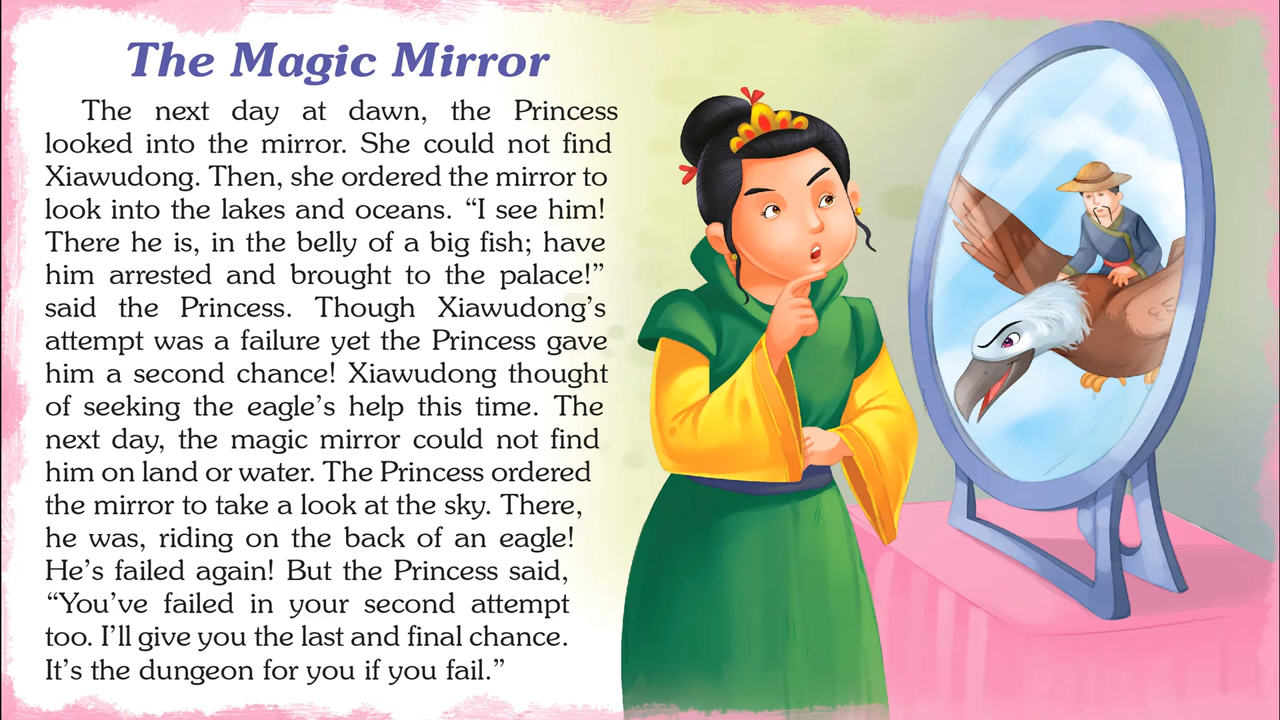 The Magic Mirror
The next day at dawn, the Princess
looked into the mirror. She could not find
Xiawudong. Then, she ordered the mirror to
look into the lakes and oceans. “I see him!
There he is, in the belly of a big fish; have
him arrested and brought to the palace!”
said the Princess. Though Xiawudong’s
attempt was a failure yet the Princess gave
him a second chance! Xiawudong thought
of seeking the eagle’s help this time. The
next day, the magic mirror could not find
him on land or water. The Princess ordered
the mirror to take a look at the sky. There,
he was, riding on the back of an eagle!
He’s failed again! But the Princess said,
“You’ve failed in your second attempt
too. I’ll give you the last and final chance.
It’s the dungeon for you if you fail.”